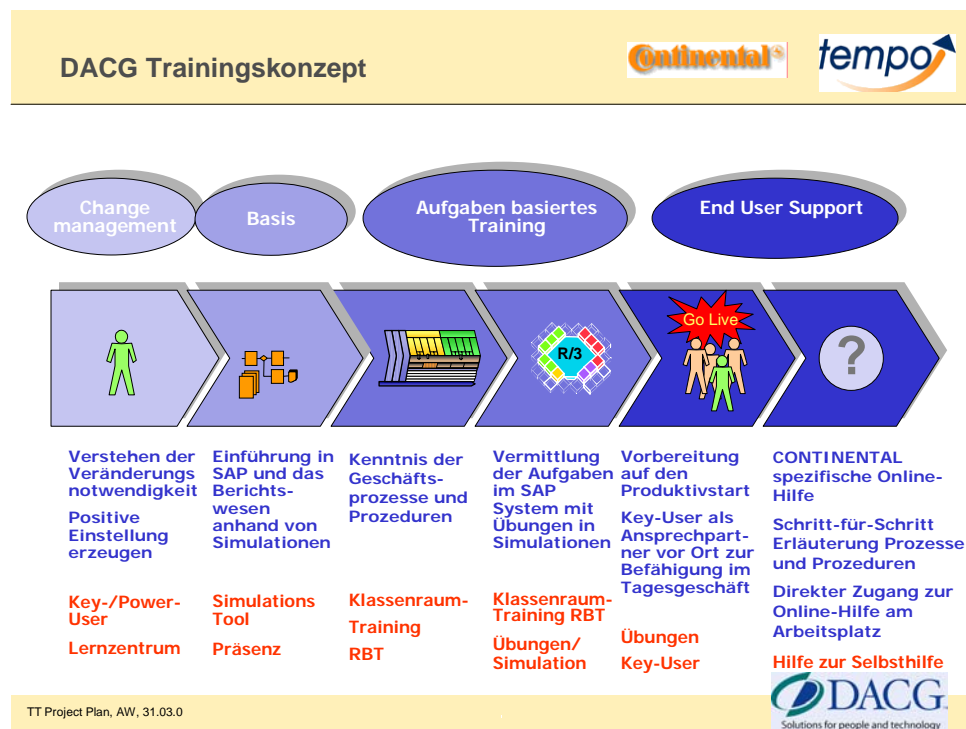 DACG Trainingskonzept
Continental®
tempo
Change
management
Basis
Aufgaben basiertes
Training
End User Support
R/3
Go Live
?
Verstehen der
Veränderungs
notwendigkeit
Positive
Einstellung
erzeugen
Key-/Power-
User
Lernzentrum
Einführung in
SAP und das
Berichts-
wesen
anhand von
Simulationen
Simulations
Tool
Präsenz
Kenntnis der
Geschäfts-
prozesse und
Prozeduren
Klassenraum-
Training
RBT
Vermittlung
der Aufgaben
im SAP
System mit
Übungen in
Simulationen
Klassenraum-
Training RBT
Übungen/
Simulation
Vorbereitung
auf den
Produktivstart
Key-User als
Ansprechpart-
ner vor Ort zur
Befähigung im
Tagesgeschäft
Übungen
Key-User
CONTINENTAL
spezifische Online-
Hilfe
Schritt-für-Schritt
Erläuterung Prozesse
und Prozeduren
Direkter Zugang zur
Online-Hilfe am
Arbeitsplatz
Hilfe zur Selbsthilfe
TT Project Plan, AW, 31.03.0
DACG
Solutions for people and technology